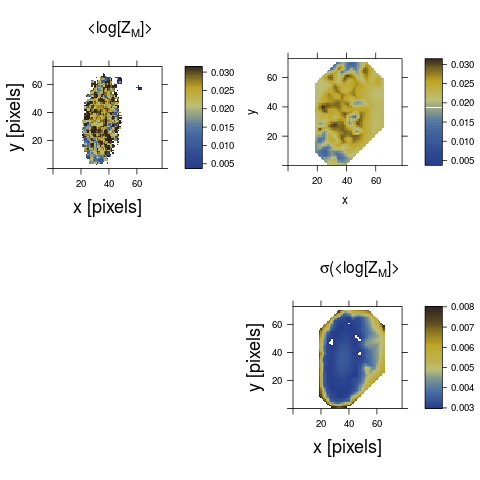 <log[Z_M]>
y [pixels]
60
40
20
20 40 60
x [pixels]
0.030
0.025
0.020
0.015
0.010
0.005
y
60
40
20
20 40 60
x
0.030
0.025
0.020
0.015
0.010
0.005
σ(<log[Z_M]>
y [pixels]
60
40
20
20 40 60
x [pixels]
0.008
0.007
0.006
0.005
0.004
0.003